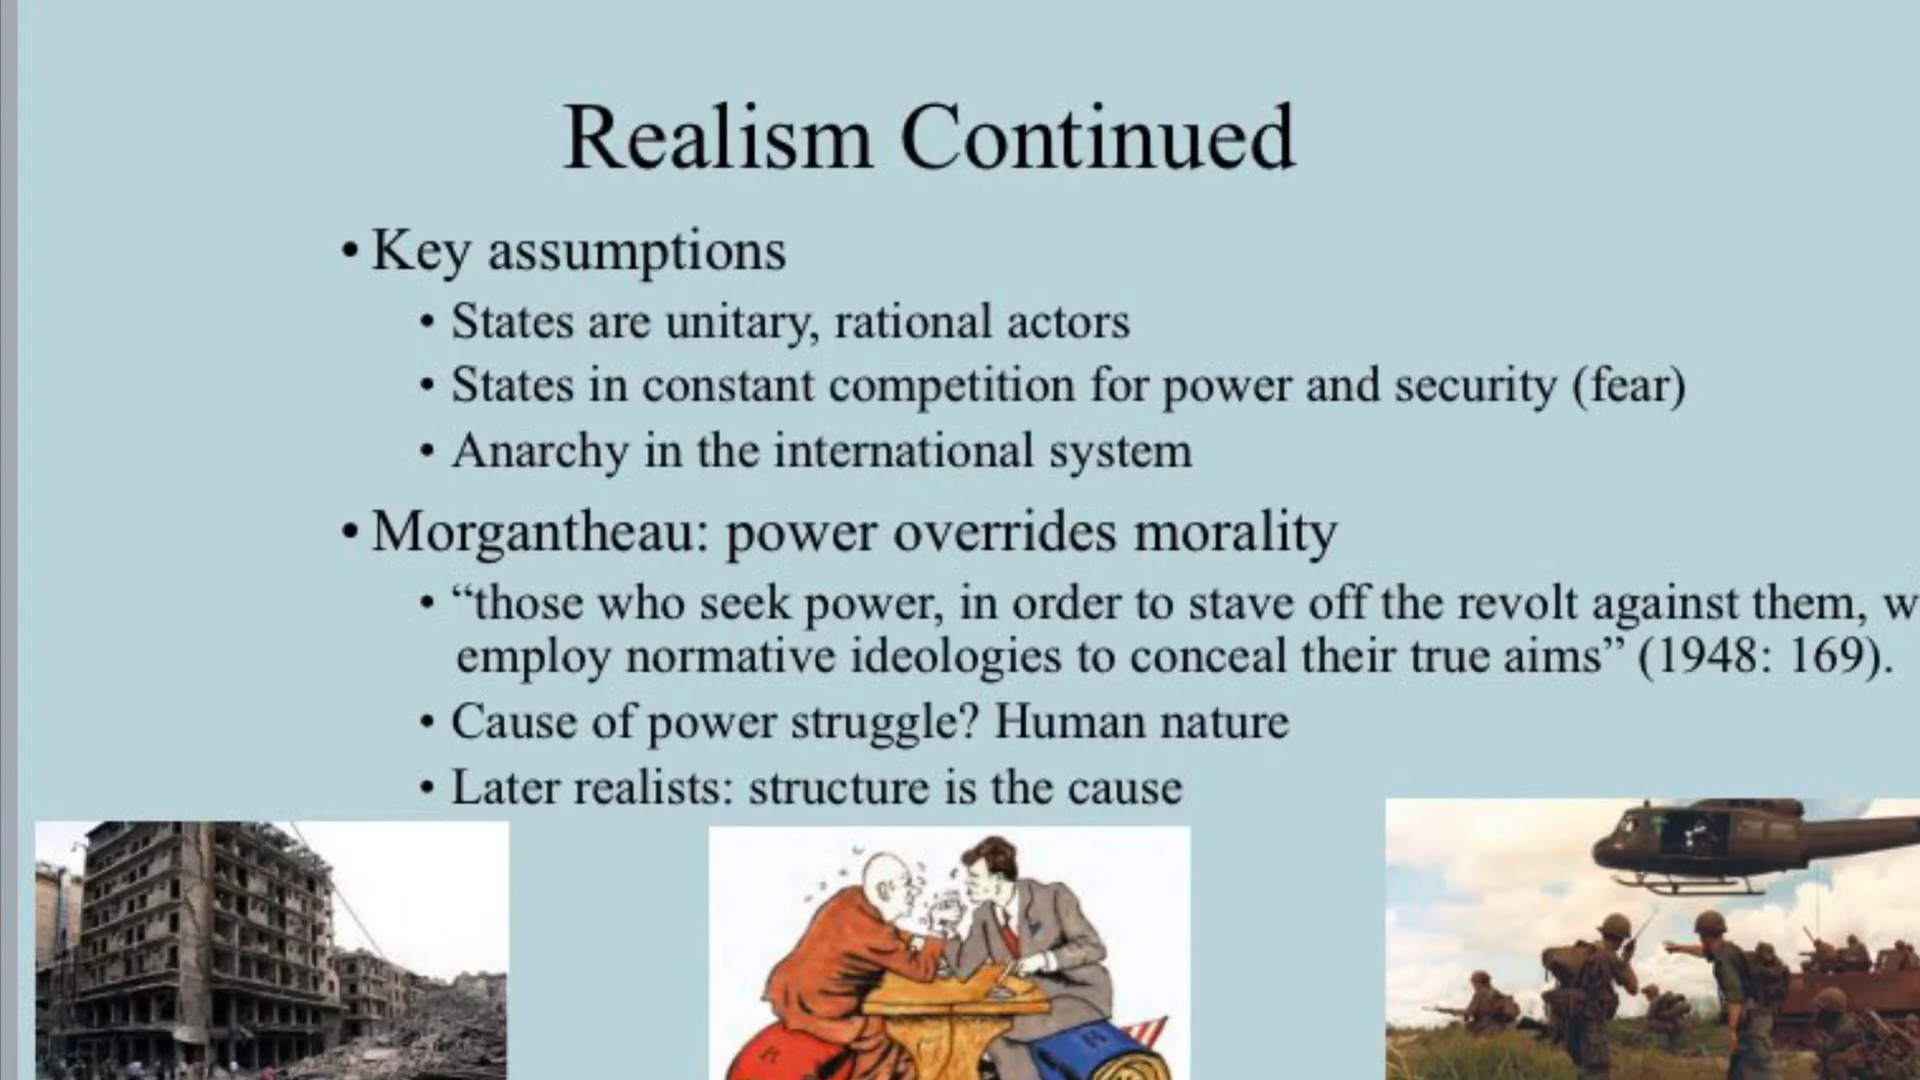 Realism Continued
• Key assumptions
• States are unitary, rational actors
• States in constant competition for power and security (fear)
• Anarchy in the international system
• Morgantheau: power overrides morality
• “those who seek power, in order to stave off the revolt against them, w
employ normative ideologies to conceal their true aims” (1948: 169).
• Cause of power struggle? Human nature
• Later realists: structure is the cause